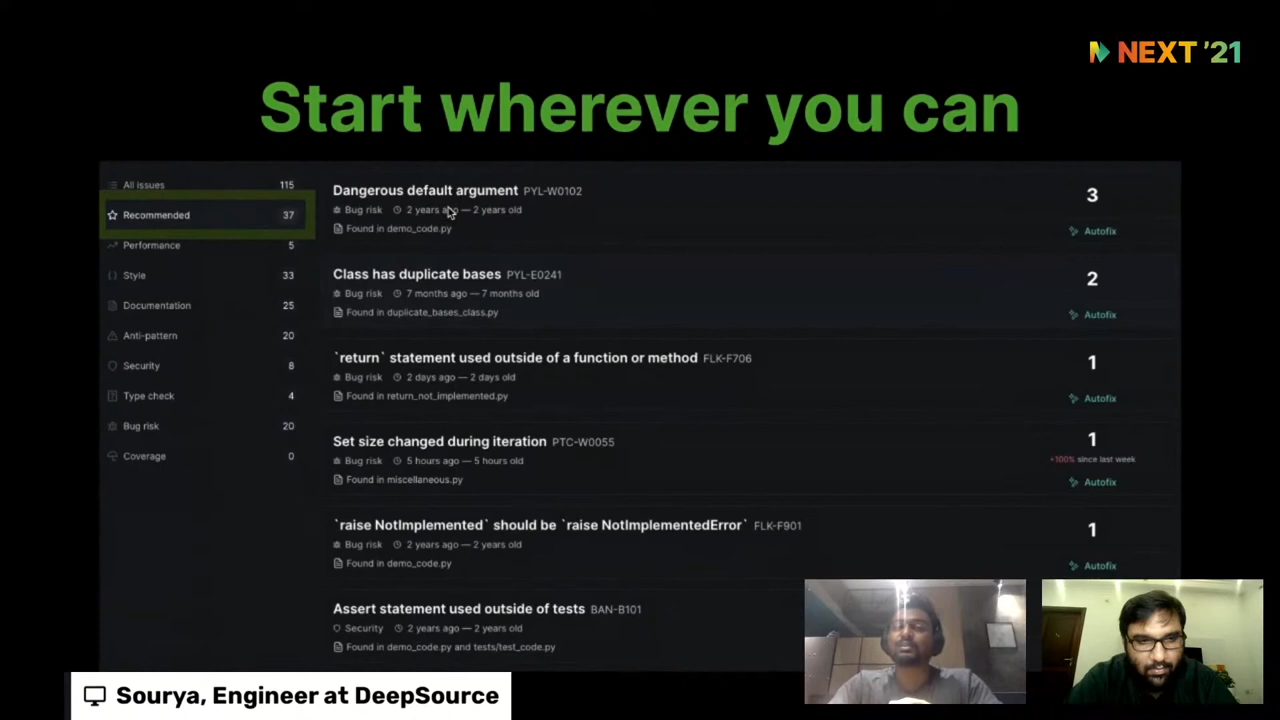 NEXT '21
Start wherever you can
All issues 115
Recommended 37
Performance 5
Style 33
Documentation 25
Anti-pattern 20
Security 8
Type check 4
Bug risk 20
Coverage 0
Dangerous default argument PYL-W0102 3
Bug risk 2 years ago — 2 years old
Found in demo_code.py Autofix
Class has duplicate bases PYL-E0241 2
Bug risk 7 months ago — 7 months old
Found in duplicate_bases_class.py Autofix
`return` statement used outside of a function or method FLK-F706 1
Bug risk 2 days ago — 2 days old
Found in return_not_implemented.py Autofix
Set size changed during iteration PTC-W0055 1
Bug risk 5 hours ago — 5 hours old +100% since last week
Found in miscellaneous.py Autofix
`raise NotImplemented` should be `raise NotImplementedError` FLK-F901 1
Bug risk 2 years ago — 2 years old
Found in demo_code.py Autofix
Assert statement used outside of tests BAN-B101
Security 2 years ago — 2 years old
Found in demo_code.py and tests/test_code.py
Sourya, Engineer at DeepSource